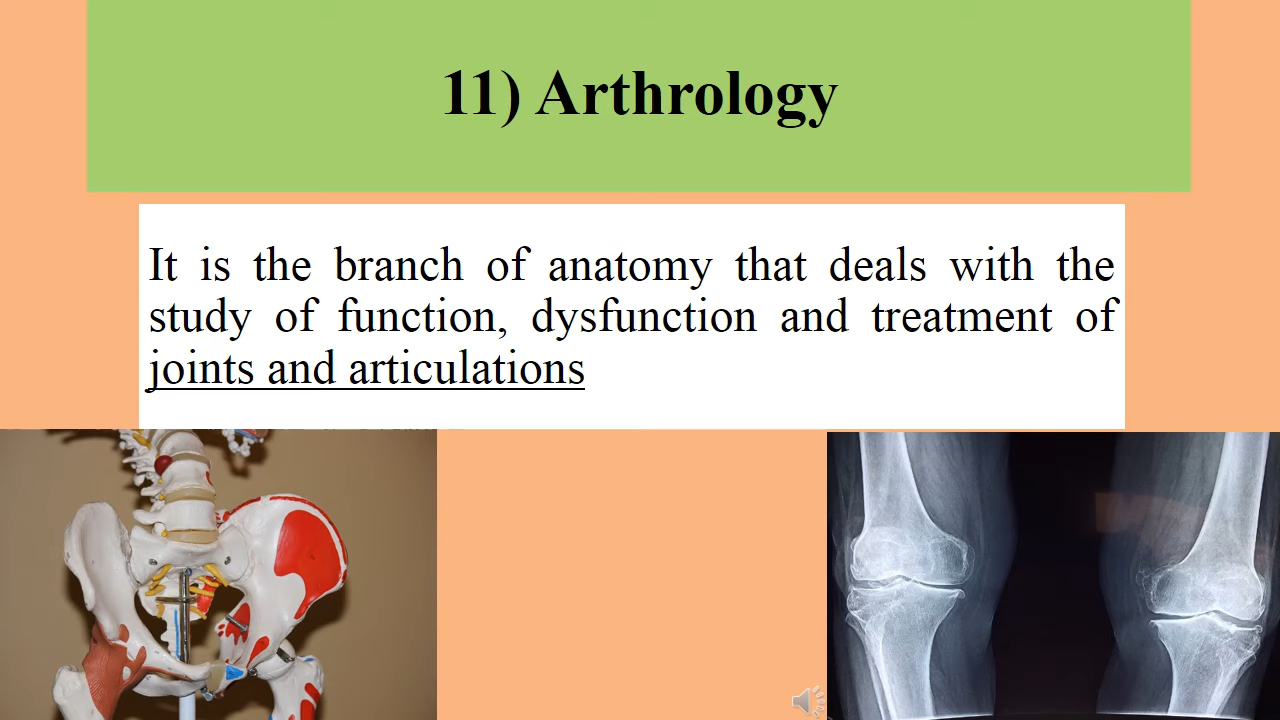 11) Arthrology
It is the branch of anatomy that deals with the
study of function, dysfunction and treatment of
joints and articulations